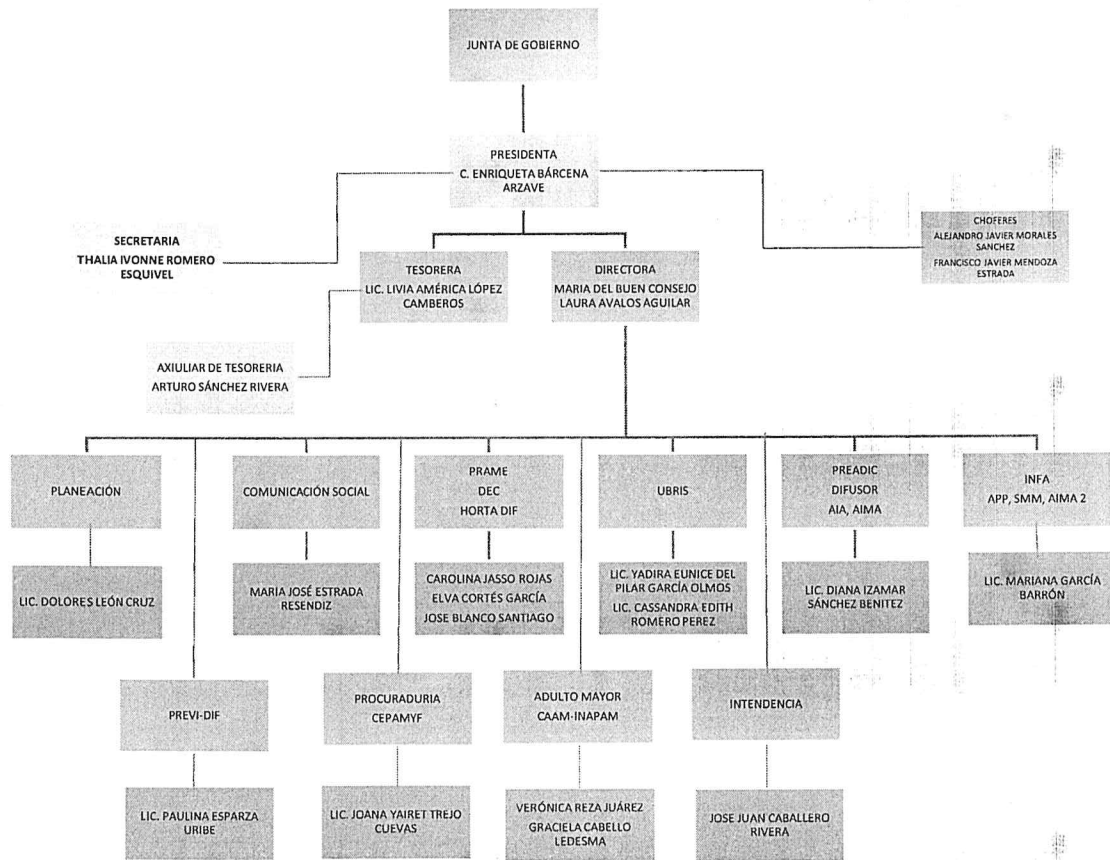 JUNTA DE GOBIERNO
PRESIDENTA
C. ENRIQUETA BÁRCENA
ARZAVE
SECRETARIA
THALIA IVONNE ROMERO
ESQUIVEL
CHOFERES
ALEJANDRO JAVIER MORALES
SANCHEZ
FRANCISCO JAVIER MENDOZA
ESTRADA
TESORERA
LIC. LIVIA AMÉRICA LÓPEZ
CAMBEROS
DIRECTORA
MARIA DEL BUEN CONSEJO
LAURA AVALOS AGUILAR
AXIULIAR DE TESORERIA
ARTURO SÁNCHEZ RIVERA
PLANEACIÓN
COMUNICACIÓN SOCIAL
PRAME
DEC
HORTA DIF
UBRIS
PREADIC
DIFUSOR
AIA, AIMA
INFA
APP, SMM, AIMA 2
LIC. DOLORES LEÓN CRUZ
MARIA JOSÉ ESTRADA
RESENDIZ
CAROLINA JASSO ROJAS
ELVA CORTÉS GARCÍA
JOSE BLANCO SANTIAGO
LIC. YADIRA EUNICE DEL
PILAR GARCÍA OLMOS
LIC. CASSANDRA EDITH
ROMERO PEREZ
LIC. DIANA IZAMAR
SÁNCHEZ BENITEZ
LIC. MARIANA GARCÍA
BARRÓN
PREVI-DIF
PROCURADURIA
CEPAMYF
ADULTO MAYOR
CAAM-INAPAM
INTENDENCIA
LIC. PAULINA ESPARZA
URIBE
LIC. JOANA YAIRET TREJO
CUEVAS
VERÓNICA REZA JUÁREZ
GRACIELA CABELLO
LEDESMA
JOSE JUAN CABALLERO
RIVERA